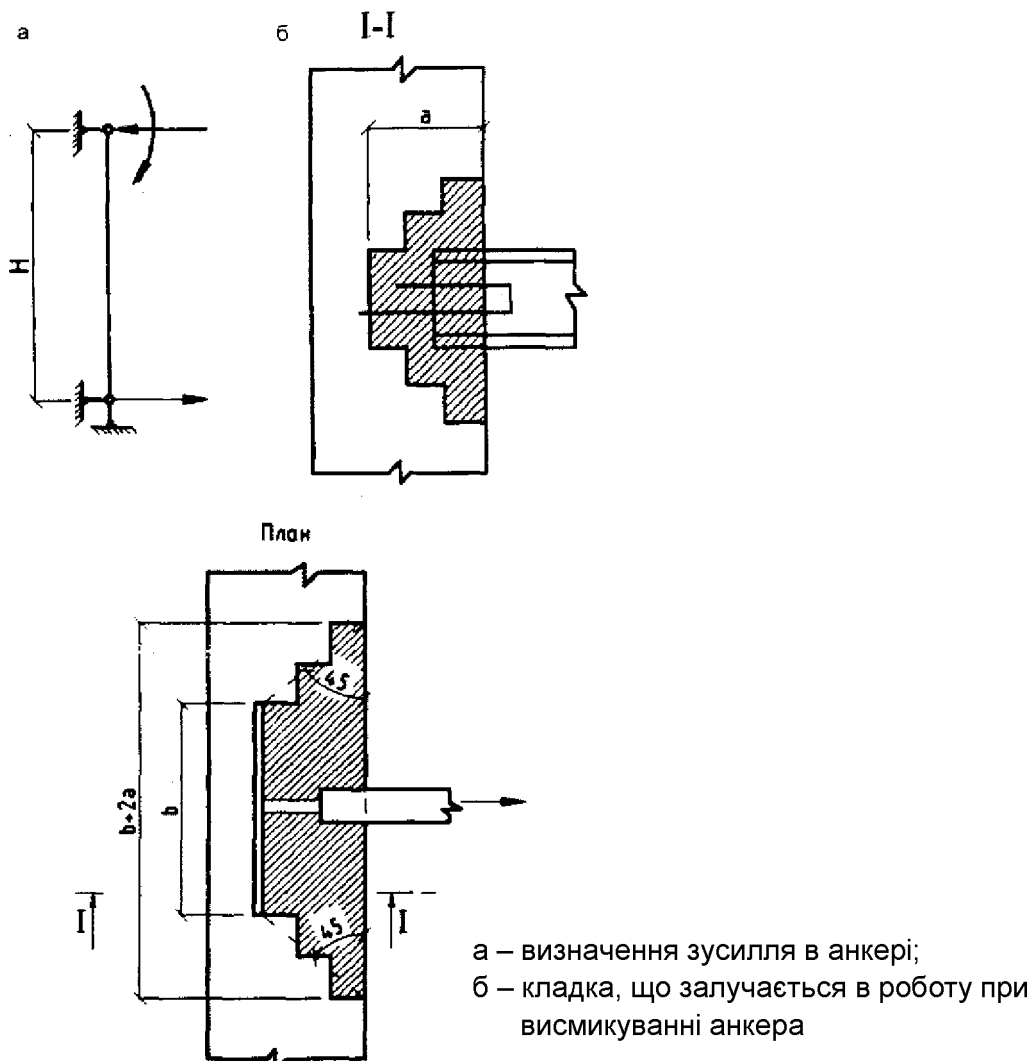 а
б
I-I
a
H
План
45
b+2a
b
I
I
45
а – визначення зусилля в анкері;
б – кладка, що залучається в роботу при
висмикуванні анкера